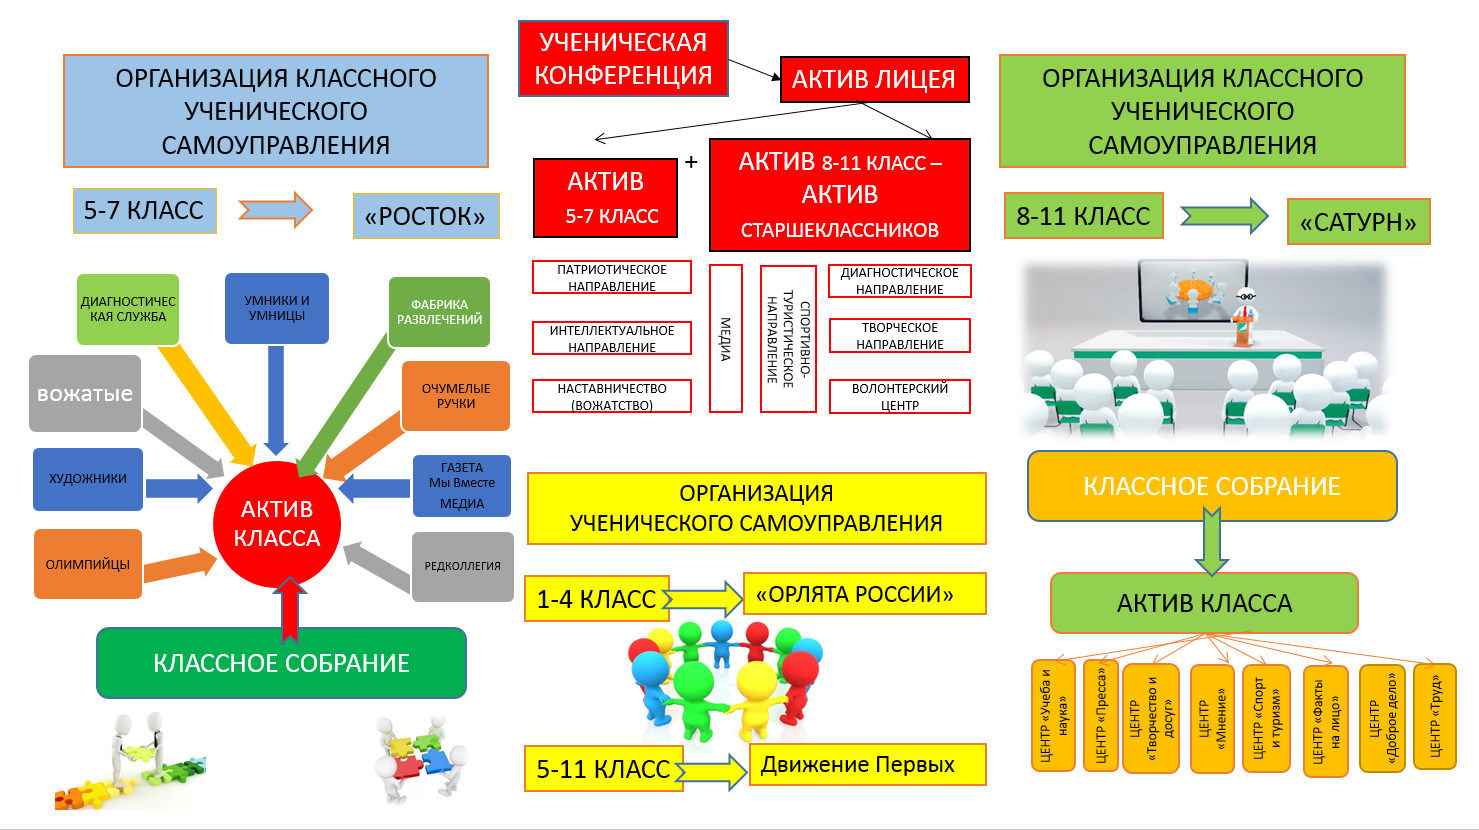 УЧЕНИЧЕСКАЯ
КОНФЕРЕНЦИЯ
АКТИВ ЛИЦЕЯ
ОРГАНИЗАЦИЯ КЛАССНОГО
УЧЕНИЧЕСКОГО
САМОУПРАВЛЕНИЯ
5-7 КЛАСС
«РОСТОК»
ДИАГНОСТИЧЕС
КАЯ СЛУЖБА
УМНИКИ И
УМНИЦЫ
ФАБРИКА
РАЗВЛЕЧЕНИЙ
вожатые
ОЧУМЕЛЫЕ
РУЧКИ
ХУДОЖНИКИ
ГАЗЕТА
Мы Вместе
МЕДИА
ОЛИМПИЙЦЫ
РЕДКОЛЛЕГИЯ
АКТИВ
КЛАССА
КЛАССНОЕ СОБРАНИЕ
АКТИВ
5-7 КЛАСС
+
АКТИВ 8-11 КЛАСС –
АКТИВ
СТАРШЕКЛАССНИКОВ
ПАТРИОТИЧЕСКОЕ
НАПРАВЛЕНИЕ
ИНТЕЛЛЕКТУАЛЬНОЕ
НАПРАВЛЕНИЕ
НАСТАВНИЧЕСТВО
(ВОЖАТСТВО)
МЕДИА
СПОРТИВНО-
ТУРИСТИЧЕСКОЕ
НАПРАВЛЕНИЕ
ДИАГНОСТИЧЕСКОЕ
НАПРАВЛЕНИЕ
ТВОРЧЕСКОЕ
НАПРАВЛЕНИЕ
ВОЛОНТЕРСКИЙ
ЦЕНТР
ОРГАНИЗАЦИЯ
УЧЕНИЧЕСКОГО САМОУПРАВЛЕНИЯ
1-4 КЛАСС
«ОРЛЯТА РОССИИ»
5-11 КЛАСС
Движение Первых
ОРГАНИЗАЦИЯ КЛАССНОГО
УЧЕНИЧЕСКОГО
САМОУПРАВЛЕНИЯ
8-11 КЛАСС
«САТУРН»
КЛАССНОЕ СОБРАНИЕ
АКТИВ КЛАССА
ЦЕНТР «Учеба и
наука»
ЦЕНТР «Пресса»
ЦЕНТР
«Творчество и
досуг»
ЦЕНТР
«Мнение»
ЦЕНТР «Спорт
и туризм»
ЦЕНТР «Факты
на лицо»
ЦЕНТР
«Доброе дело»
ЦЕНТР «Труд»